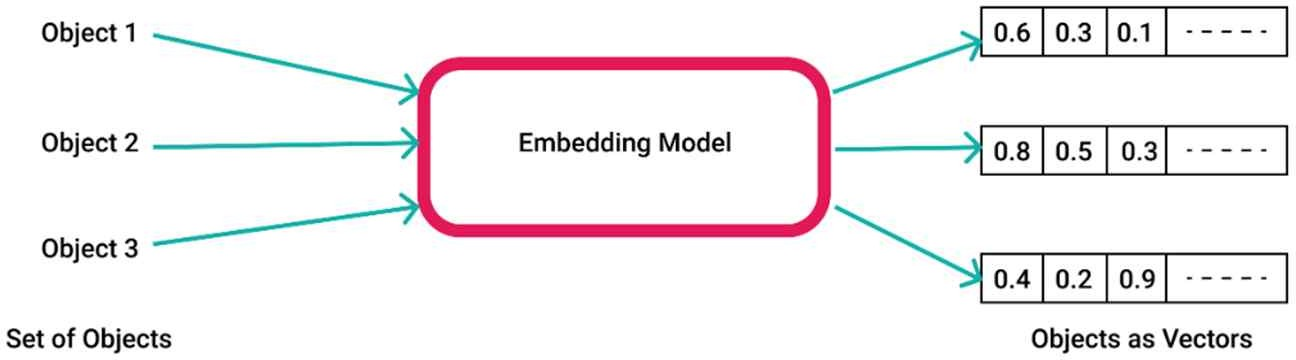 Object 1
0.6 0.3 0.1 -----
Object 2
Embedding Model
0.8 0.5 0.3 -----
Object 3
0.4 0.2 0.9 -----
Set of Objects
Objects as Vectors